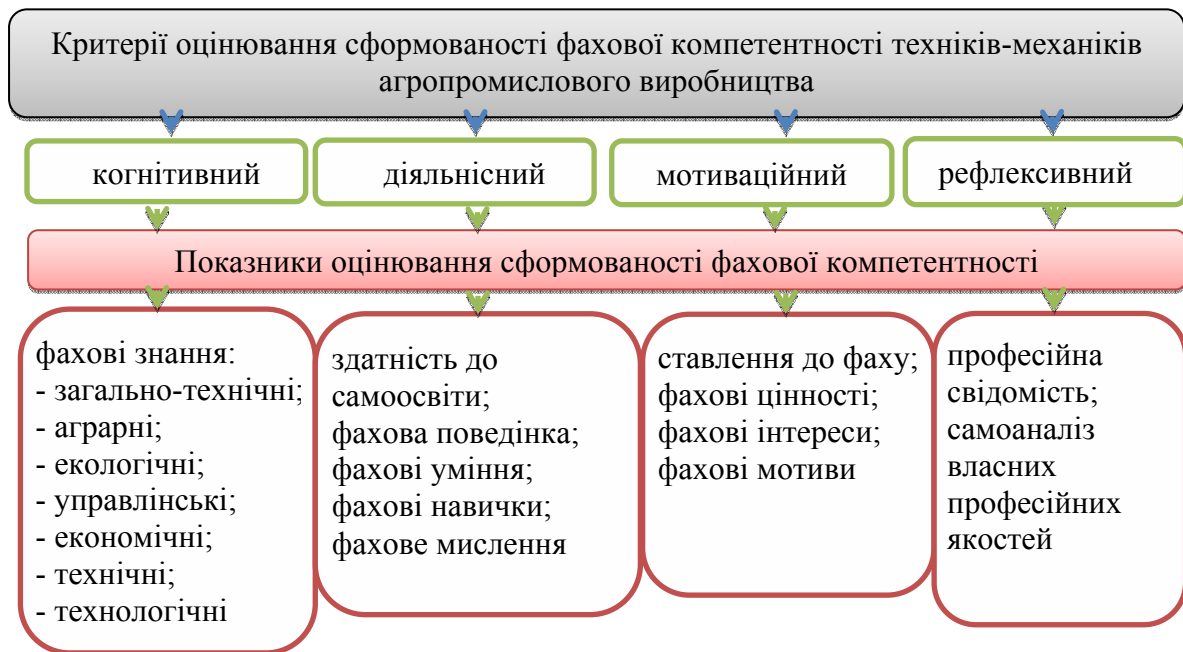 Критерії оцінювання сформованості фахової компетентності техніків-механіків
агропромислового виробництва
когнітивний
діяльнісний
мотиваційний
рефлексивний
Показники оцінювання сформованості фахової компетентності
фахові знання:
- загально-технічні;
- аграрні;
- екологічні;
- управлінські;
- економічні;
- технічні;
- технологічні
здатність до
самоосвіти;
фахова поведінка;
фахові уміння;
фахові навички;
фахове мислення
ставлення до фаху;
фахові цінності;
фахові інтереси;
фахові мотиви
професійна
свідомість;
самоаналіз
власних
професійних
якостей